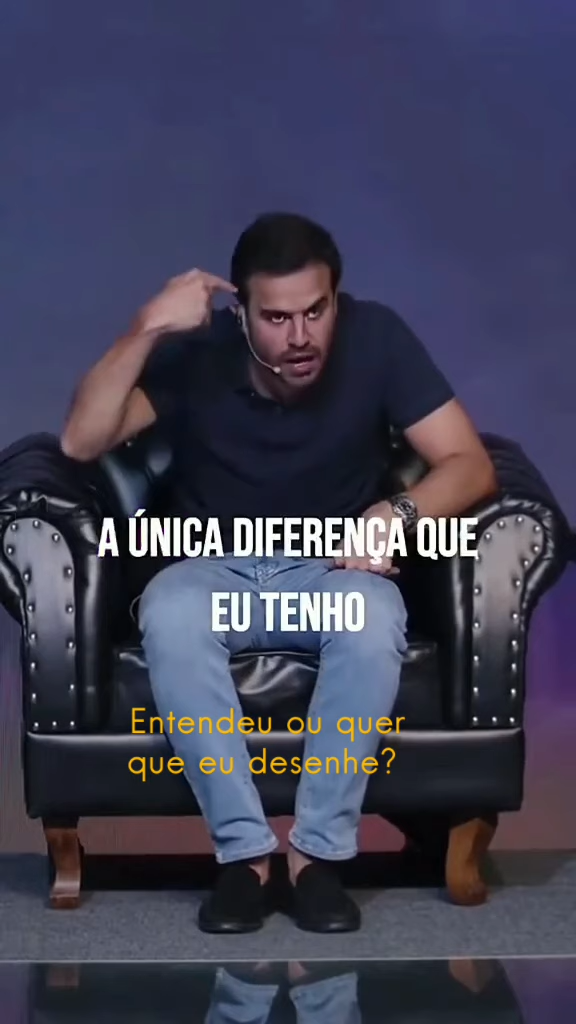 A ÚNICA DIFERENÇA QUE
EU TENHO
Entendeu ou quer
que eu desenhe?